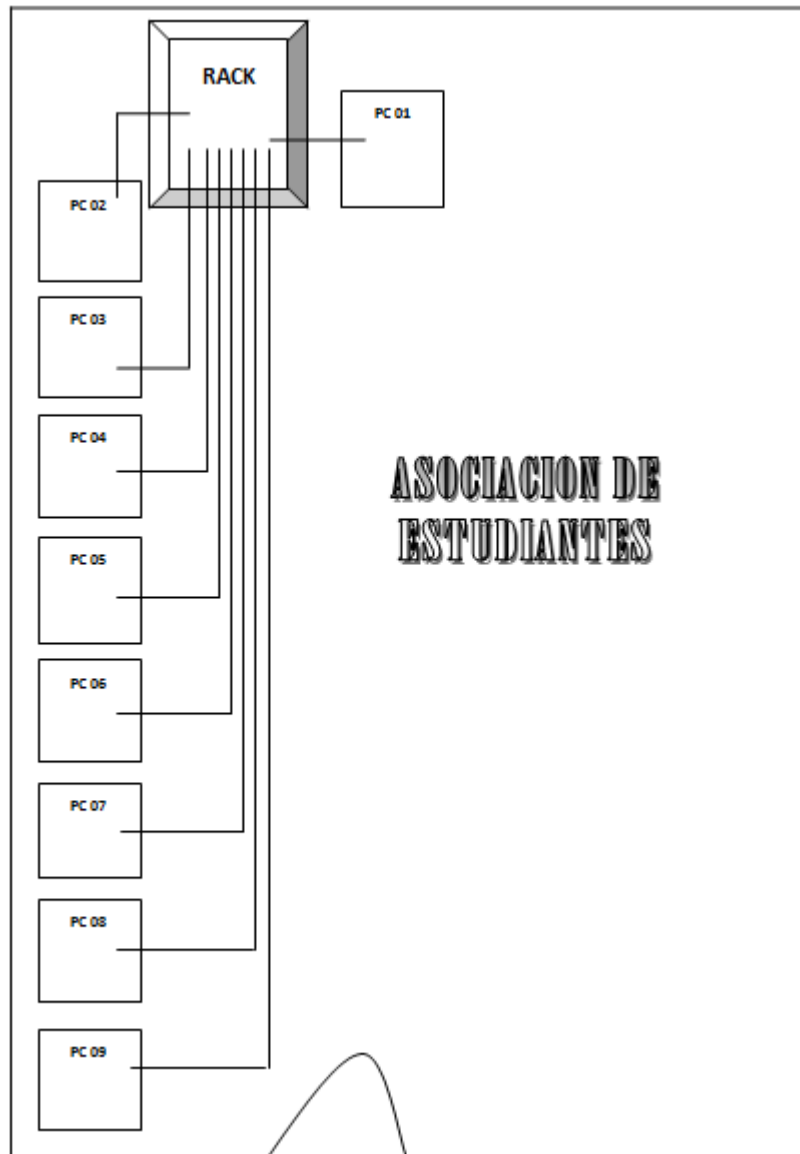 RACK
PC 01
PC 02
PC 03
PC 04
PC 05
PC 06
PC 07
PC 08
PC 09
ASOCIACION DE
ESTUDIANTES